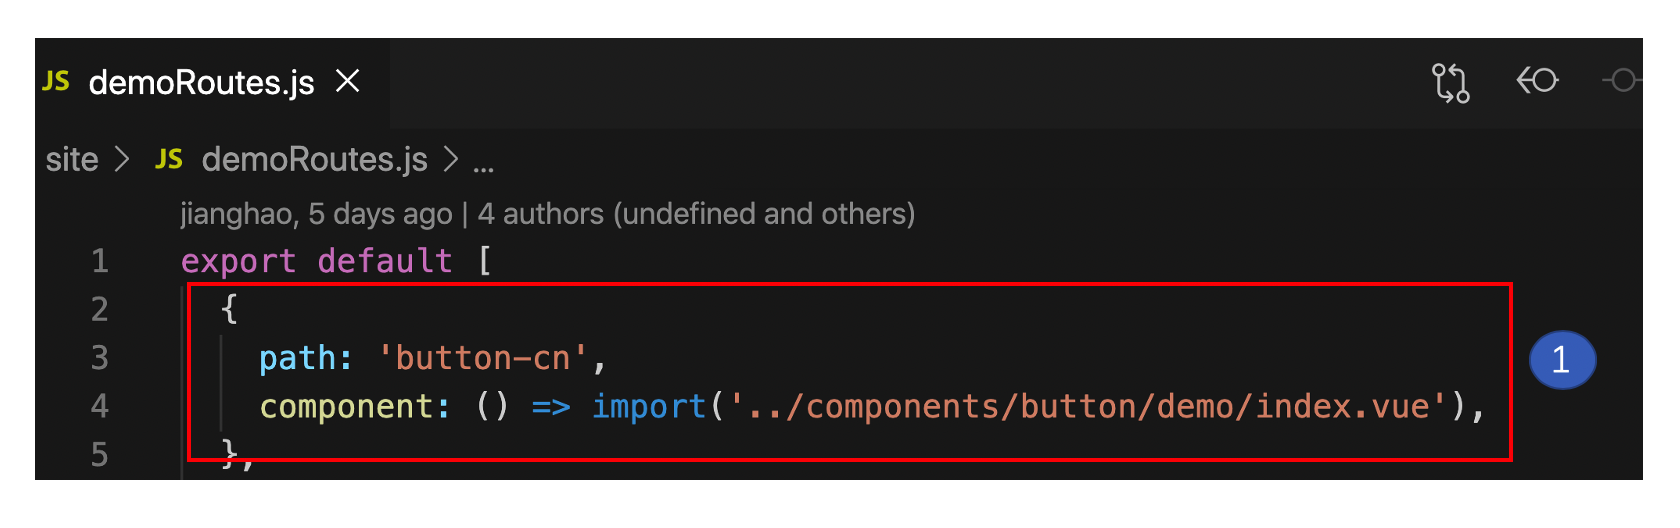 JS demoRoutes.js ×
site > JS demoRoutes.js > ...
jianghao, 5 days ago | 4 authors (undefined and others)
1 export default [
2 {
3 path: 'button-cn',
1
4 component: () => import('../components/button/demo/index.vue'),
5 },